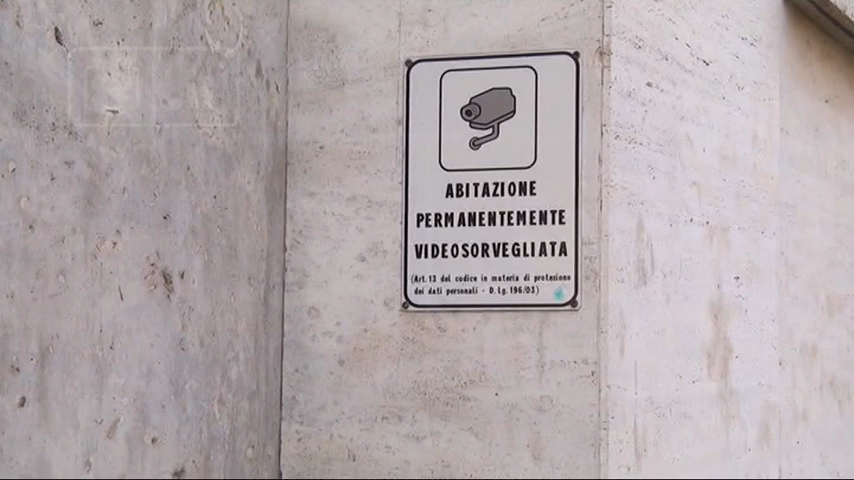 ABITAZIONE
PERMANENTEMENTE
VIDEOSORVEGLIATA
(Art.13 del codice in materia di protezione
dei dati personali - D.lg. 196/03)